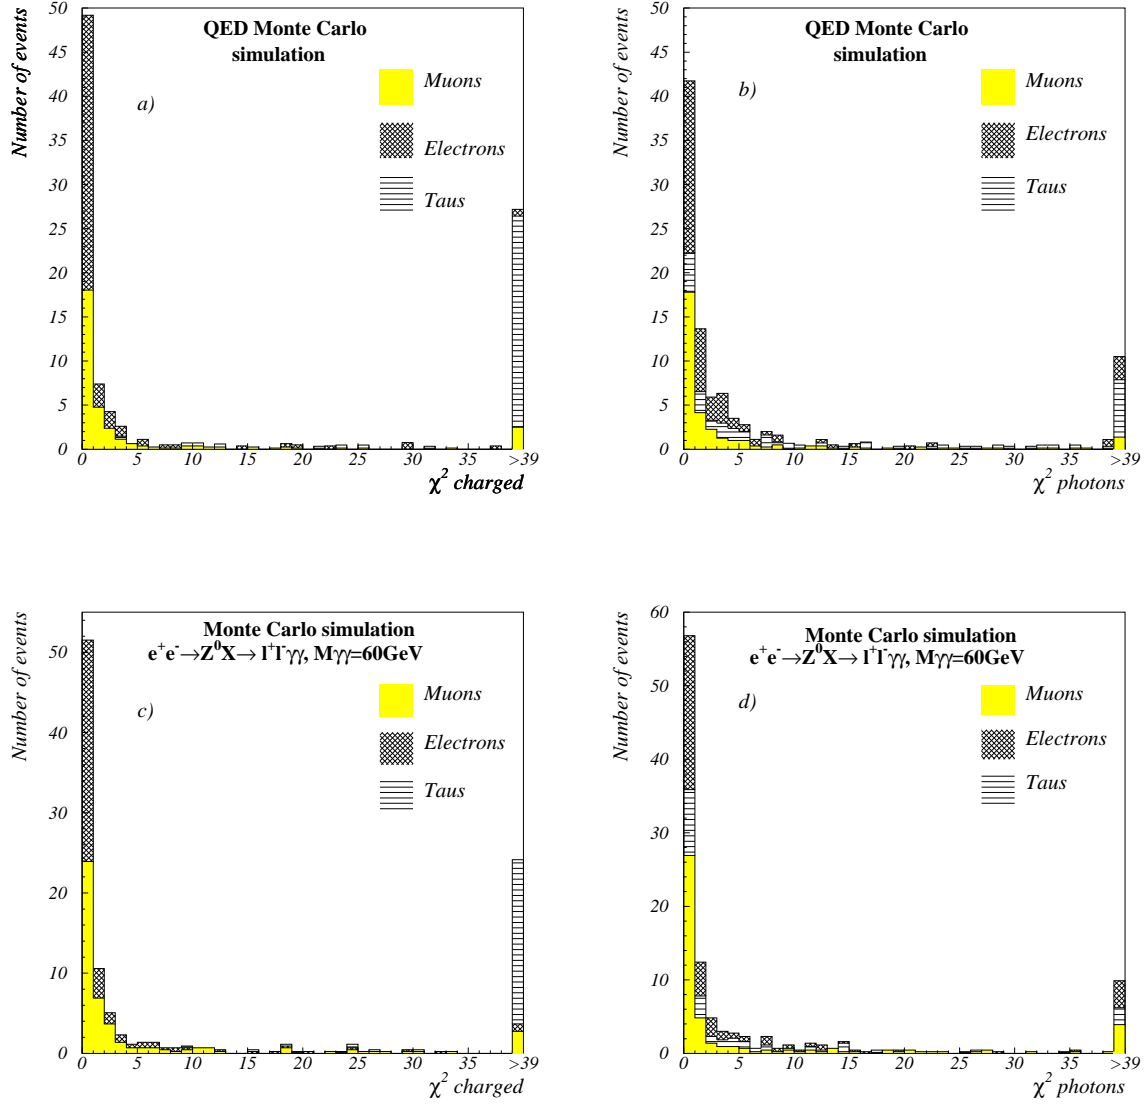 Number of events
50
45
40
35
30
25
20
15
10
5
0
QED Monte Carlo
simulation
a)
Muons
Electrons
Taus
0 5 10 15 20 25 30 35 >39
χ² charged
Number of events
50
45
40
35
30
25
20
15
10
5
0
QED Monte Carlo
simulation
b)
Muons
Electrons
Taus
0 5 10 15 20 25 30 35 >39
χ² photons
Number of events
50
40
30
20
10
0
Monte Carlo simulation
e⁺e⁻→Z⁰X→ l⁺l⁻γγ, Mγγ=60GeV
c)
Muons
Electrons
Taus
0 5 10 15 20 25 30 35 >39
χ² charged
Number of events
60
50
40
30
20
10
0
Monte Carlo simulation
e⁺e⁻→Z⁰X→ l⁺l⁻γγ, Mγγ=60GeV
d)
Muons
Electrons
Taus
0 5 10 15 20 25 30 35 >39
χ² photons